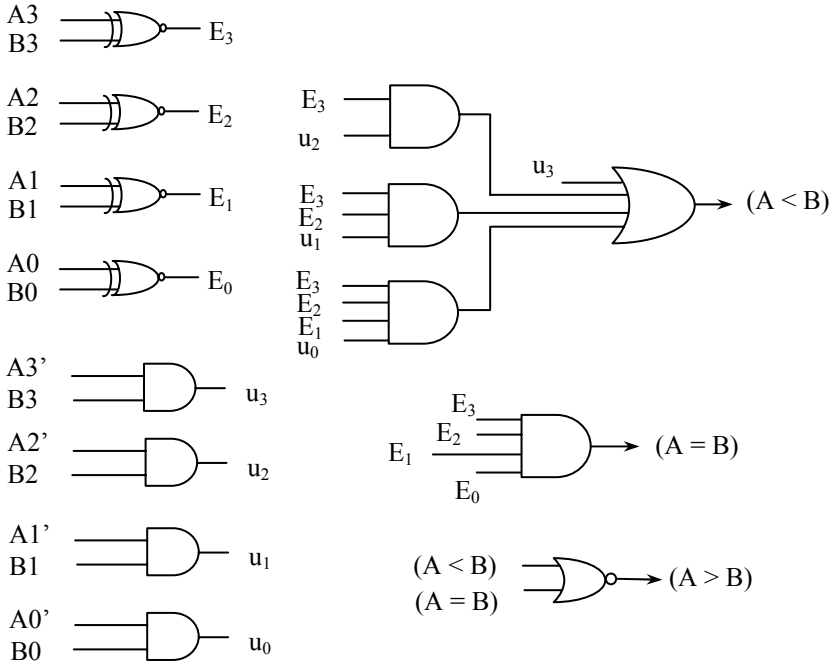 A3
B3
E₃
A2
B2
E₂
A1
B1
E₁
A0
B0
E₀
A3’
B3
u₃
A2’
B2
u₂
A1’
B1
u₁
A0’
B0
u₀
E₃
u₂
E₃
E₂
u₁
E₃
E₂
E₁
u₀
u₃
(A < B)
E₃
E₂
E₁
E₀
(A = B)
(A < B)
(A = B)
(A > B)